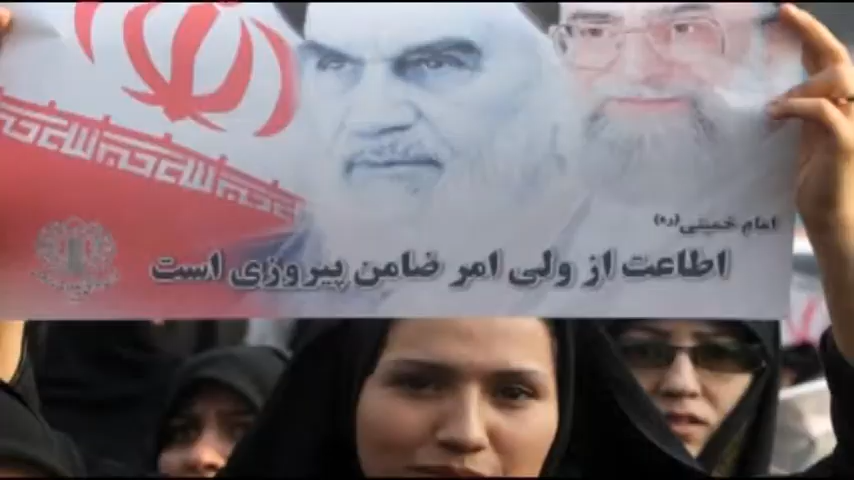 امام خمینی (ره)
اطاعت از ولی امر ضامن پیروزی است